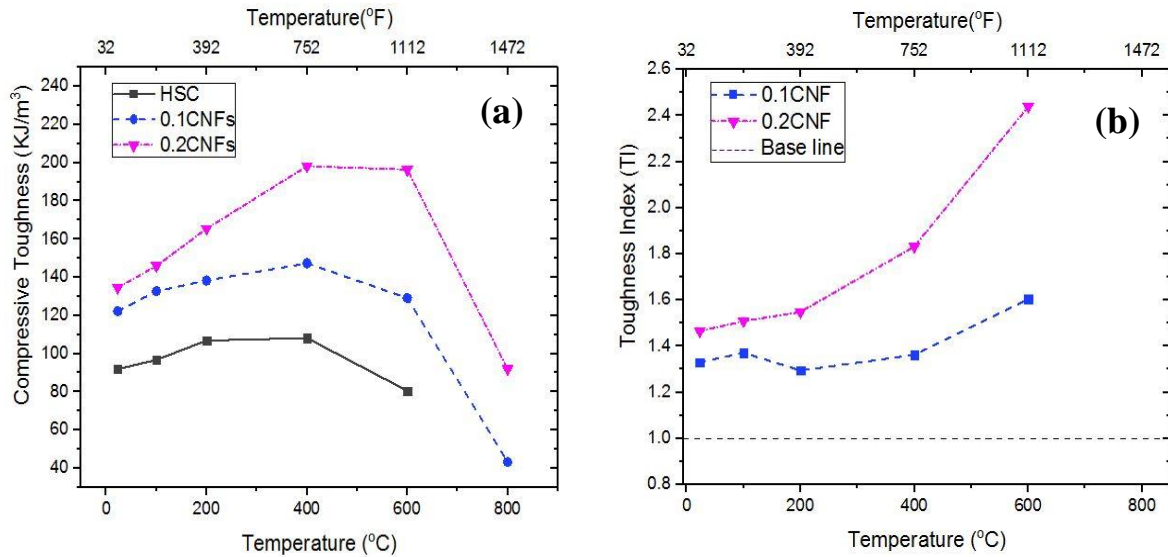 Temperature(°F)
32 392 752 1112 1472
HSC
0.1CNFs
0.2CNFs
(a)
Compressive Toughness (KJ/m³)
240
220
200
180
160
140
120
100
80
60
40
0 200 400 600 800
Temperature (°C)
Temperature(°F)
32 392 752 1112 1472
0.1CNF
0.2CNF
Base line
(b)
Toughness Index (TI)
2.6
2.4
2.2
2.0
1.8
1.6
1.4
1.2
1.0
0.8
0 200 400 600 800
Temperature (°C)